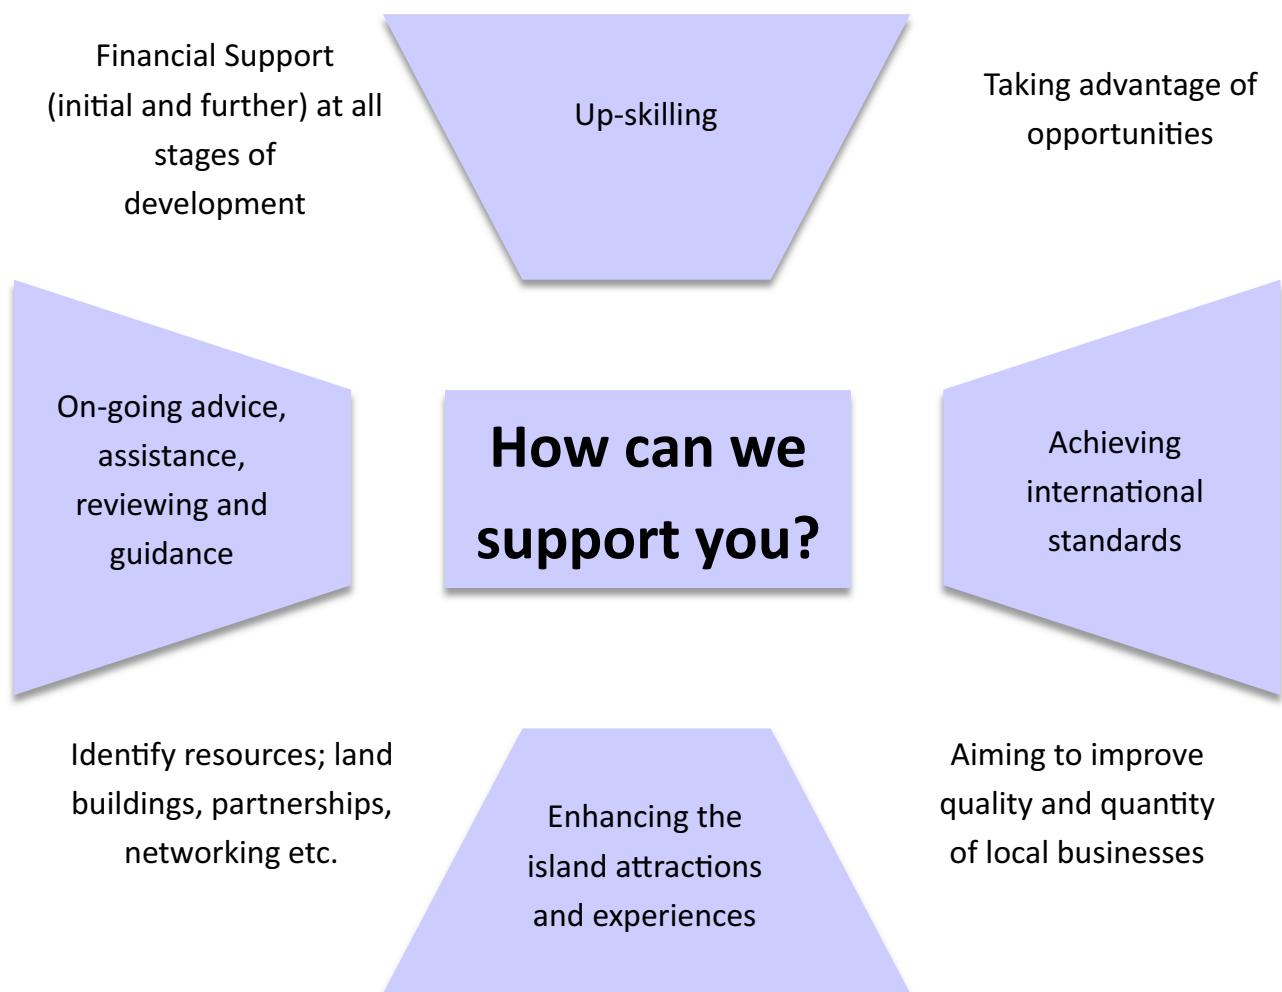 Financial Support
(initial and further) at all
stages of
development
Up-skilling
Taking advantage of
opportunities
On-going advice,
assistance,
reviewing and
guidance
How can we
support you?
Achieving
international
standards
Identify resources; land
buildings, partnerships,
networking etc.
Enhancing the
island attractions
and experiences
Aiming to improve
quality and quantity
of local businesses